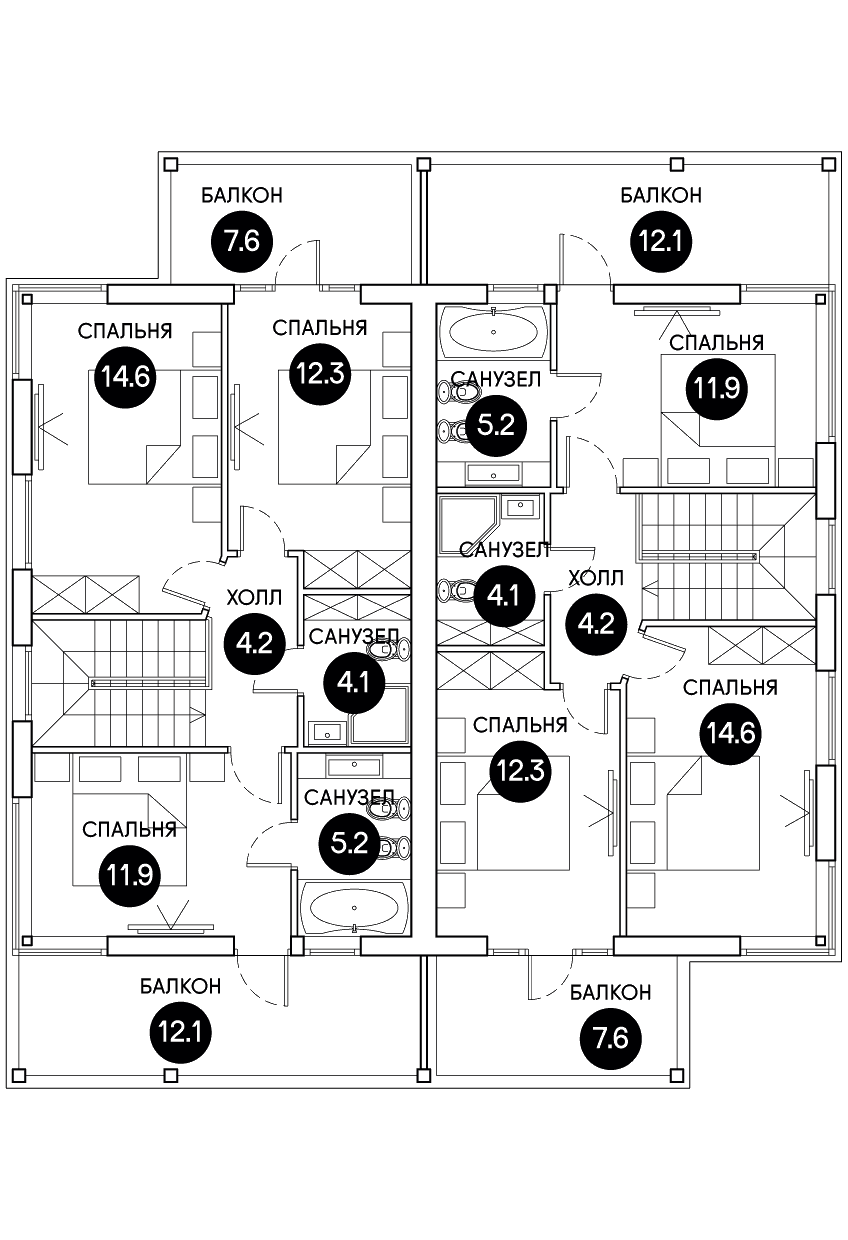 БАЛКОН
7.6
БАЛКОН
12.1
СПАЛЬНЯ
14.6
СПАЛЬНЯ
12.3
САНУЗЕЛ
5.2
СПАЛЬНЯ
11.9
САНУЗЕЛ
4.1
ХОЛЛ
4.2
ХОЛЛ
4.2
САНУЗЕЛ
4.1
СПАЛЬНЯ
12.3
СПАЛЬНЯ
14.6
СПАЛЬНЯ
11.9
САНУЗЕЛ
5.2
БАЛКОН
12.1
БАЛКОН
7.6